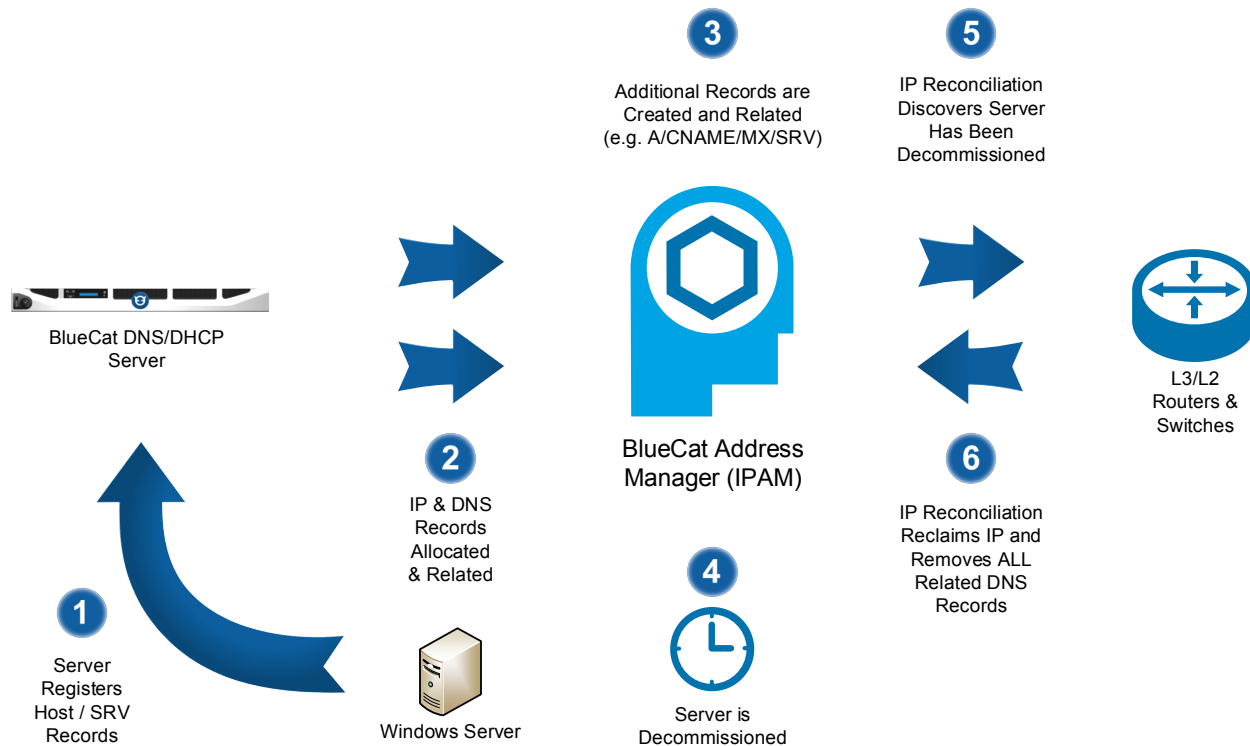 3
Additional Records are
Created and Related
(e.g. A/CNAME/MX/SRV)
5
IP Reconciliation
Discovers Server
Has Been
Decommissioned
BlueCat DNS/DHCP
Server
L3/L2
Routers &
Switches
BlueCat Address
Manager (IPAM)
2
IP & DNS
Records
Allocated
& Related
6
IP Reconciliation
Reclaims IP and
Removes ALL
Related DNS
Records
1
Server
Registers
Host / SRV
Records
Windows Server
4
Server is
Decommissioned